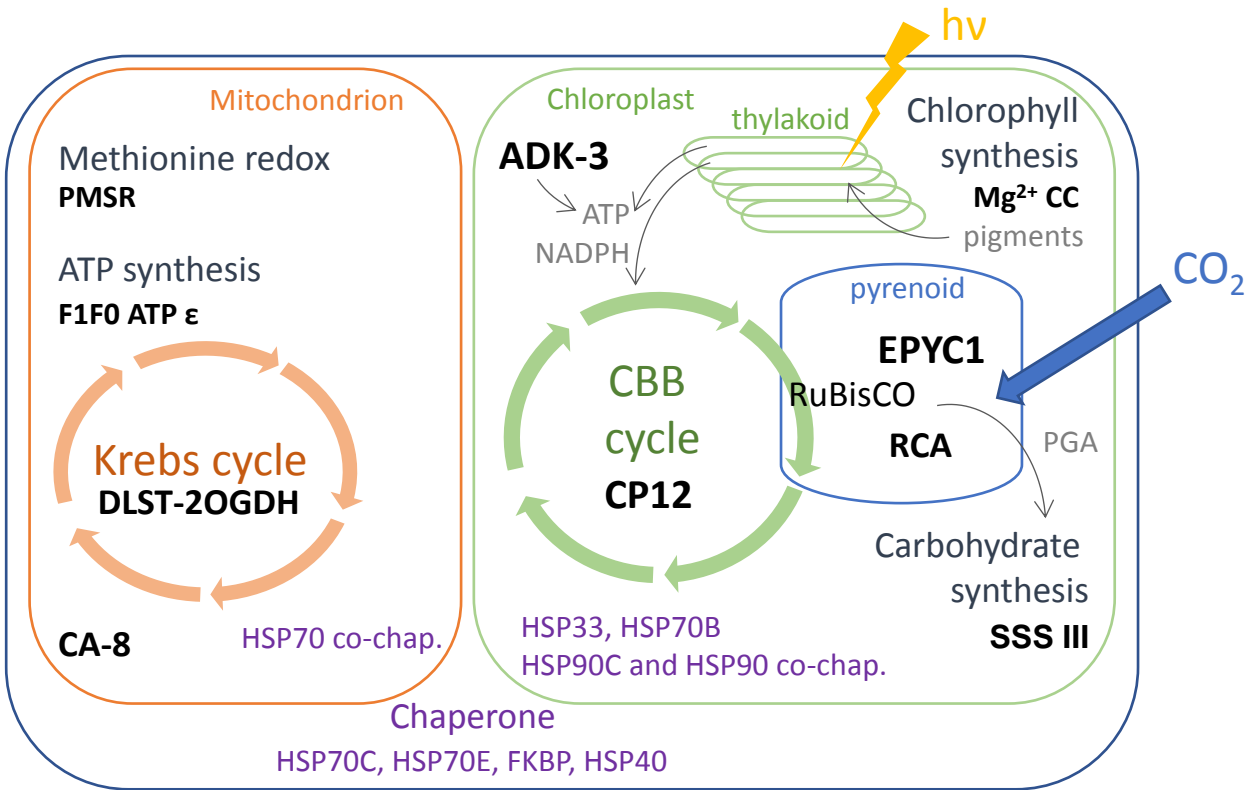 hν
Mitochondrion
Methionine redox
PMSR
ATP synthesis
F1F0 ATP ε
Krebs cycle
DLST-2OGDH
CA-8
HSP70 co-chap.
Chloroplast
thylakoid
ADK-3
ATP
NADPH
Chlorophyll
synthesis
Mg²⁺ CC
pigments
CO₂
pyrenoid
EPYC1
RuBisCO
RCA
PGA
CBB
cycle
CP12
Carbohydrate
synthesis
SSS III
HSP33, HSP70B
HSP90C and HSP90 co-chap.
Chaperone
HSP70C, HSP70E, FKBP, HSP40